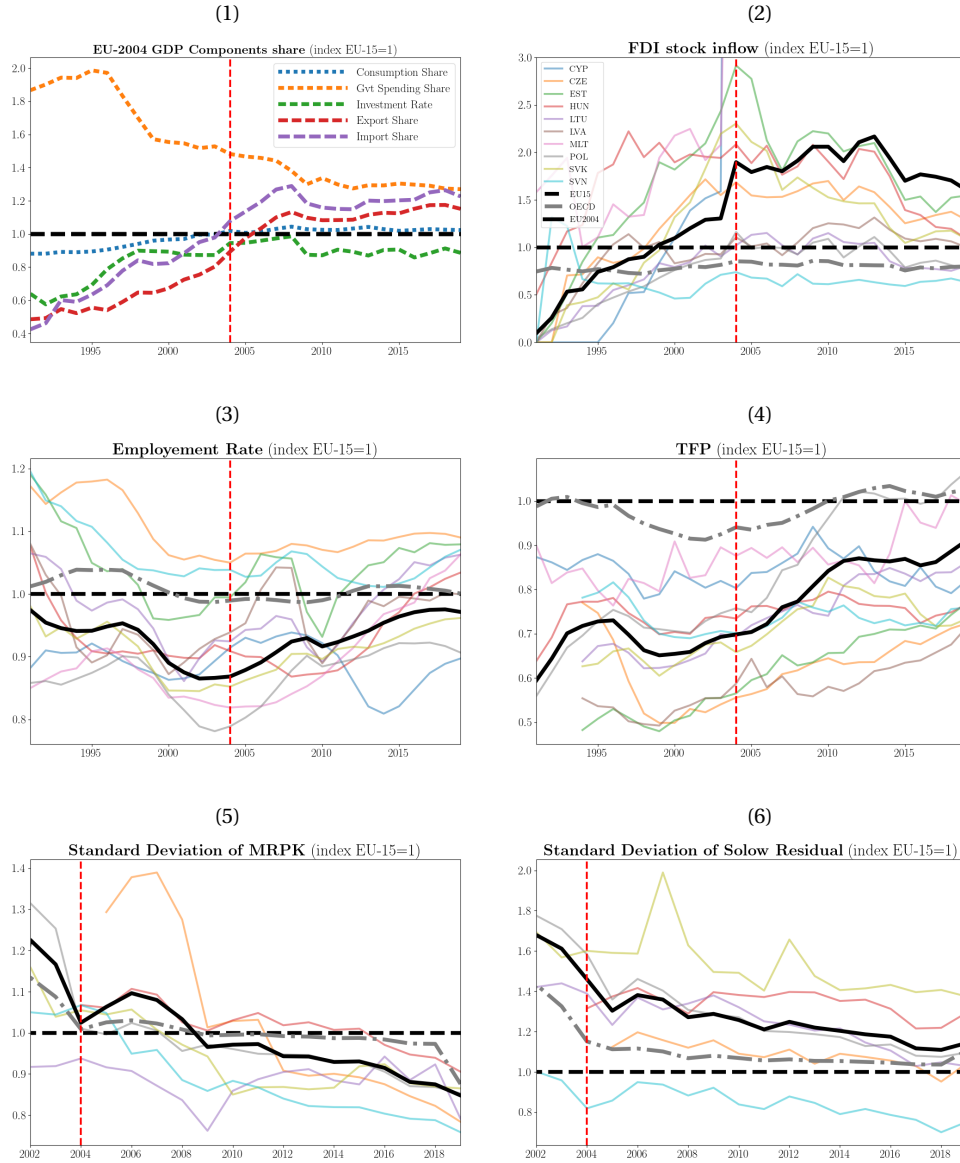 (1)
EU-2004 GDP Components share (index EU-15=1)
2.0
1.8
1.6
1.4
1.2
1.0
0.8
0.6
0.4
Consumption Share
Gvt Spending Share
Investment Rate
Export Share
Import Share
1995 2000 2005 2010 2015
(2)
FDI stock inflow (index EU-15=1)
3.0
2.5
2.0
1.5
1.0
0.5
0.0
CYP
CZE
EST
HUN
LTU
LVA
MLT
POL
SVK
SVN
EU15
OECD
EU2004
1995 2000 2005 2010 2015
(3)
Employement Rate (index EU-15=1)
1.2
1.1
1.0
0.9
0.8
1995 2000 2005 2010 2015
(4)
TFP (index EU-15=1)
1.0
0.9
0.8
0.7
0.6
0.5
1995 2000 2005 2010 2015
(5)
Standard Deviation of MRPK (index EU-15=1)
1.4
1.3
1.2
1.1
1.0
0.9
0.8
2002 2004 2006 2008 2010 2012 2014 2016 2018
(6)
Standard Deviation of Solow Residual (index EU-15=1)
2.0
1.8
1.6
1.4
1.2
1.0
0.8
2002 2004 2006 2008 2010 2012 2014 2016 2018